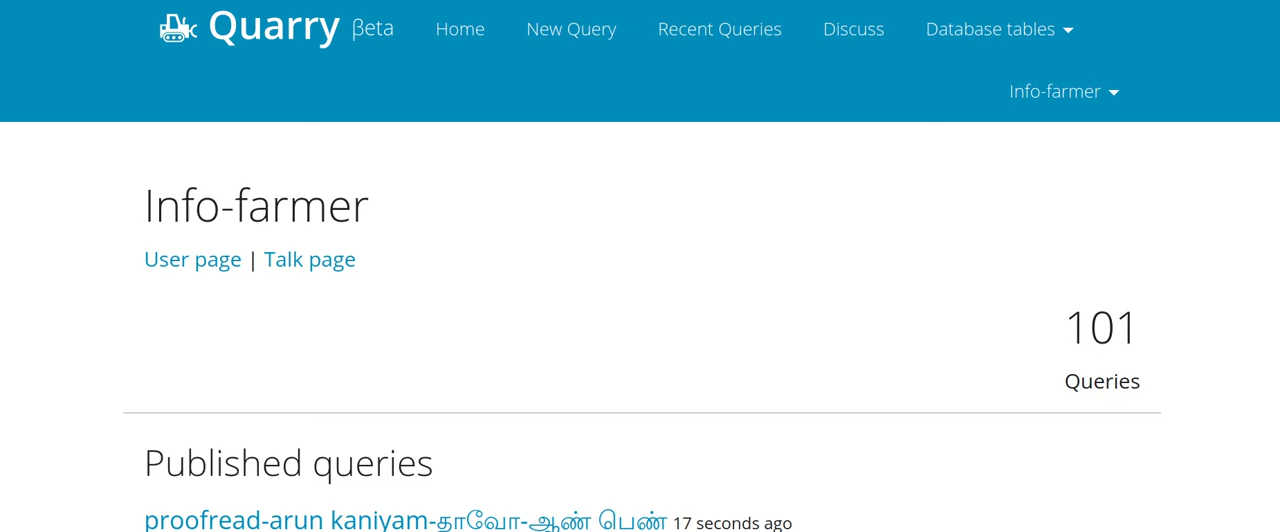 Quarry βeta Home New Query Recent Queries Discuss Database tables
Info-farmer
Info-farmer
User page | Talk page
101
Queries
Published queries
proofread-arun kaniyam-தாவோ-ஆண் பெண் 17 seconds ago